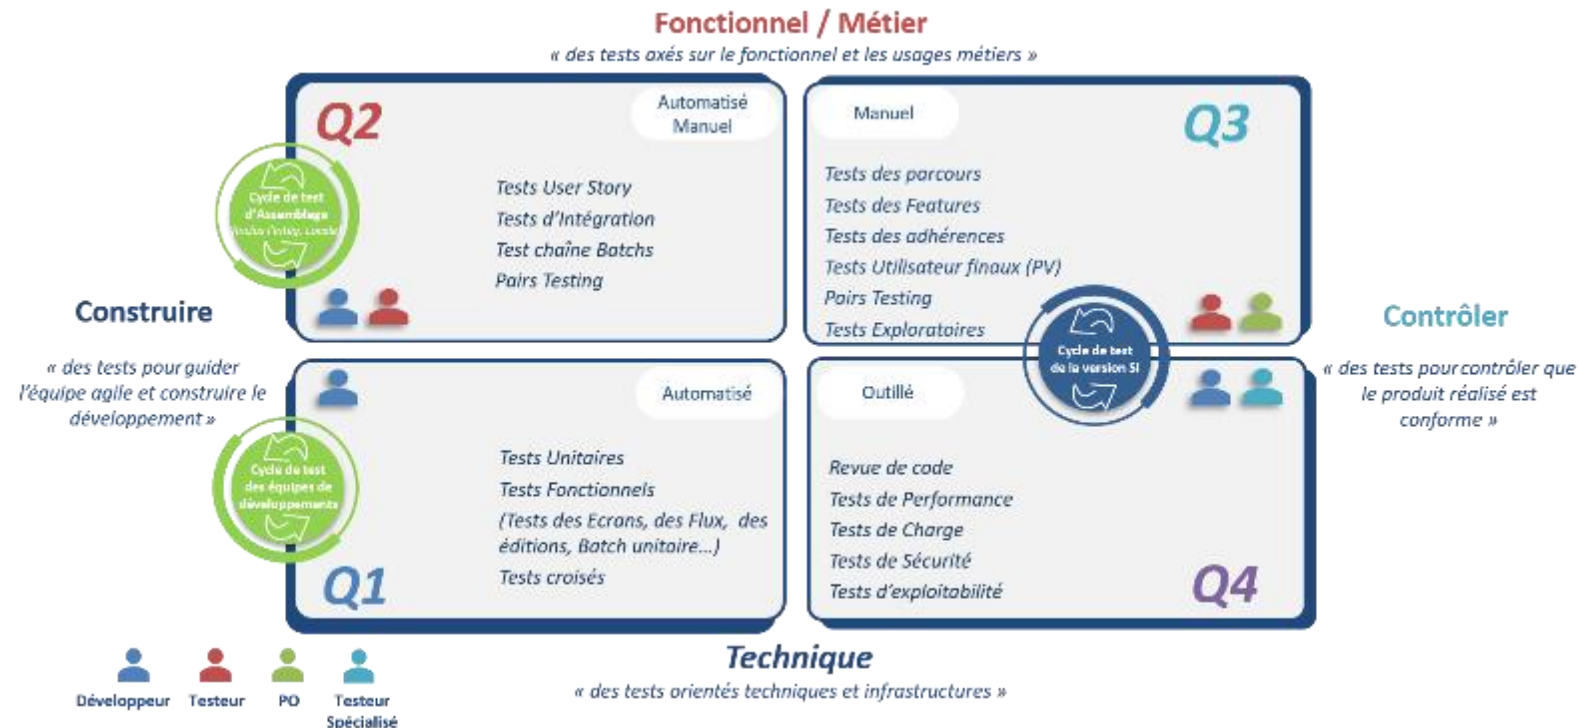 Fonctionnel / Métier
« des tests axés sur le fonctionnel et les usages métiers »
Q2
Automatisé
Manuel
Tests User Story
Tests d'Intégration
Test chaîne Batchs
Pairs Testing
Cycle de test
d'Assemblage
Manuel
Q3
Tests des parcours
Tests des Features
Tests des adhérences
Tests Utilisateur finaux (PV)
Pairs Testing
Tests Exploratoires
Cycle de test
de la version SI
Construire
« des tests pour guider
l'équipe agile et construire le
développement »
Contrôler
« des tests pour contrôler que
le produit réalisé est
conforme »
Automatisé
Cycle de test
des équipes de
développements
Tests Unitaires
Tests Fonctionnels
(Tests des Ecrans, des Flux, des
éditions, Batch unitaire...)
Tests croisés
Q1
Outillé
Revue de code
Tests de Performance
Tests de Charge
Tests de Sécurité
Tests d'exploitabilité
Q4
Technique
« des tests orientés techniques et infrastructures »
Développeur
Testeur
PO
Testeur
Spécialisé